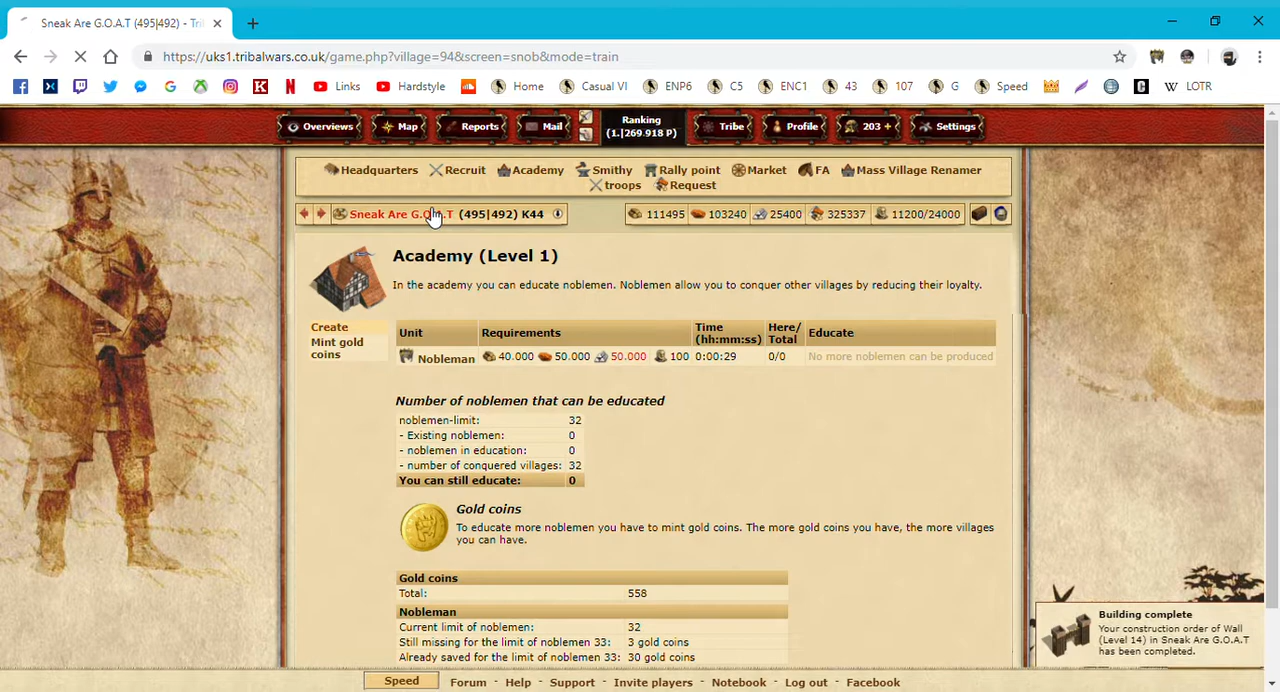 Sneak Are G.O.A.T (495|492) - Tri
https://uks1.tribalwars.co.uk/game.php?village=94&screen=snob&mode=train
Links Hardstyle Home Casual VI ENP6 C5 ENC1 43 107 G Speed LOTR
Overviews Map Reports Mail Ranking Tribe Profile 203 + Settings
(1.|269.918 P)
Headquarters Recruit Academy Smithy Rally point Market FA Mass Village Renamer
troops Request
Sneak Are G.O.A.T (495|492) K44 111495 103240 25400 325337 11200/24000
Academy (Level 1)
In the academy you can educate noblemen. Noblemen allow you to conquer other villages by reducing their loyalty.
Create
Mint gold
coins
Unit Requirements Time (hh:mm:ss) Here/Total Educate
Nobleman 40.000 50.000 50.000 100 0:00:29 0/0 No more noblemen can be produced
Number of noblemen that can be educated
noblemen-limit: 32
- Existing noblemen: 0
- noblemen in education: 0
- number of conquered villages: 32
You can still educate: 0
Gold coins
To educate more noblemen you have to mint gold coins. The more gold coins you have, the more villages
you can have.
Gold coins
Total: 558
Nobleman
Current limit of noblemen: 32
Still missing for the limit of noblemen 33: 3 gold coins
Already saved for the limit of noblemen 33: 30 gold coins
Building complete
Your construction order of Wall
(Level 14) in Sneak Are G.O.A.T
has been completed.
Speed Forum - Help - Support - Invite players - Notebook - Log out - Facebook